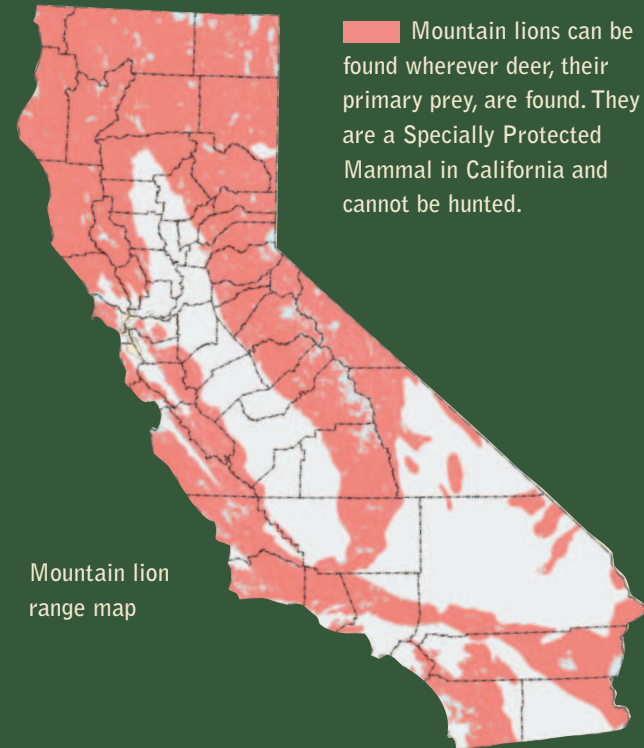 Mountain lions can be
found wherever deer, their
primary prey, are found. They
are a Specially Protected
Mammal in California and
cannot be hunted.
Mountain lion
range map